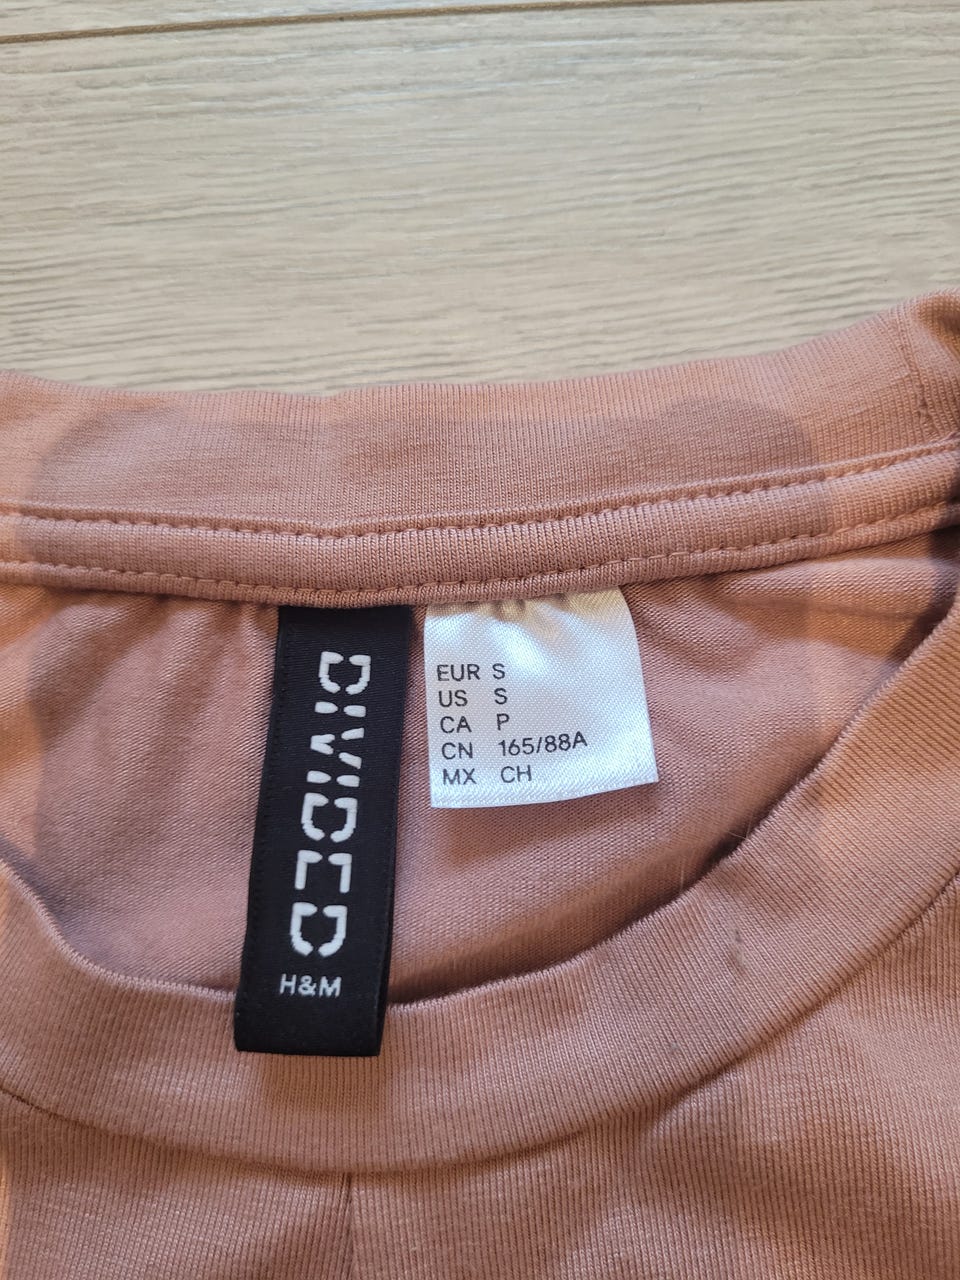 DIVIDED
H&M
EUR S
US S
CA P
CN 165/88A
MX CH